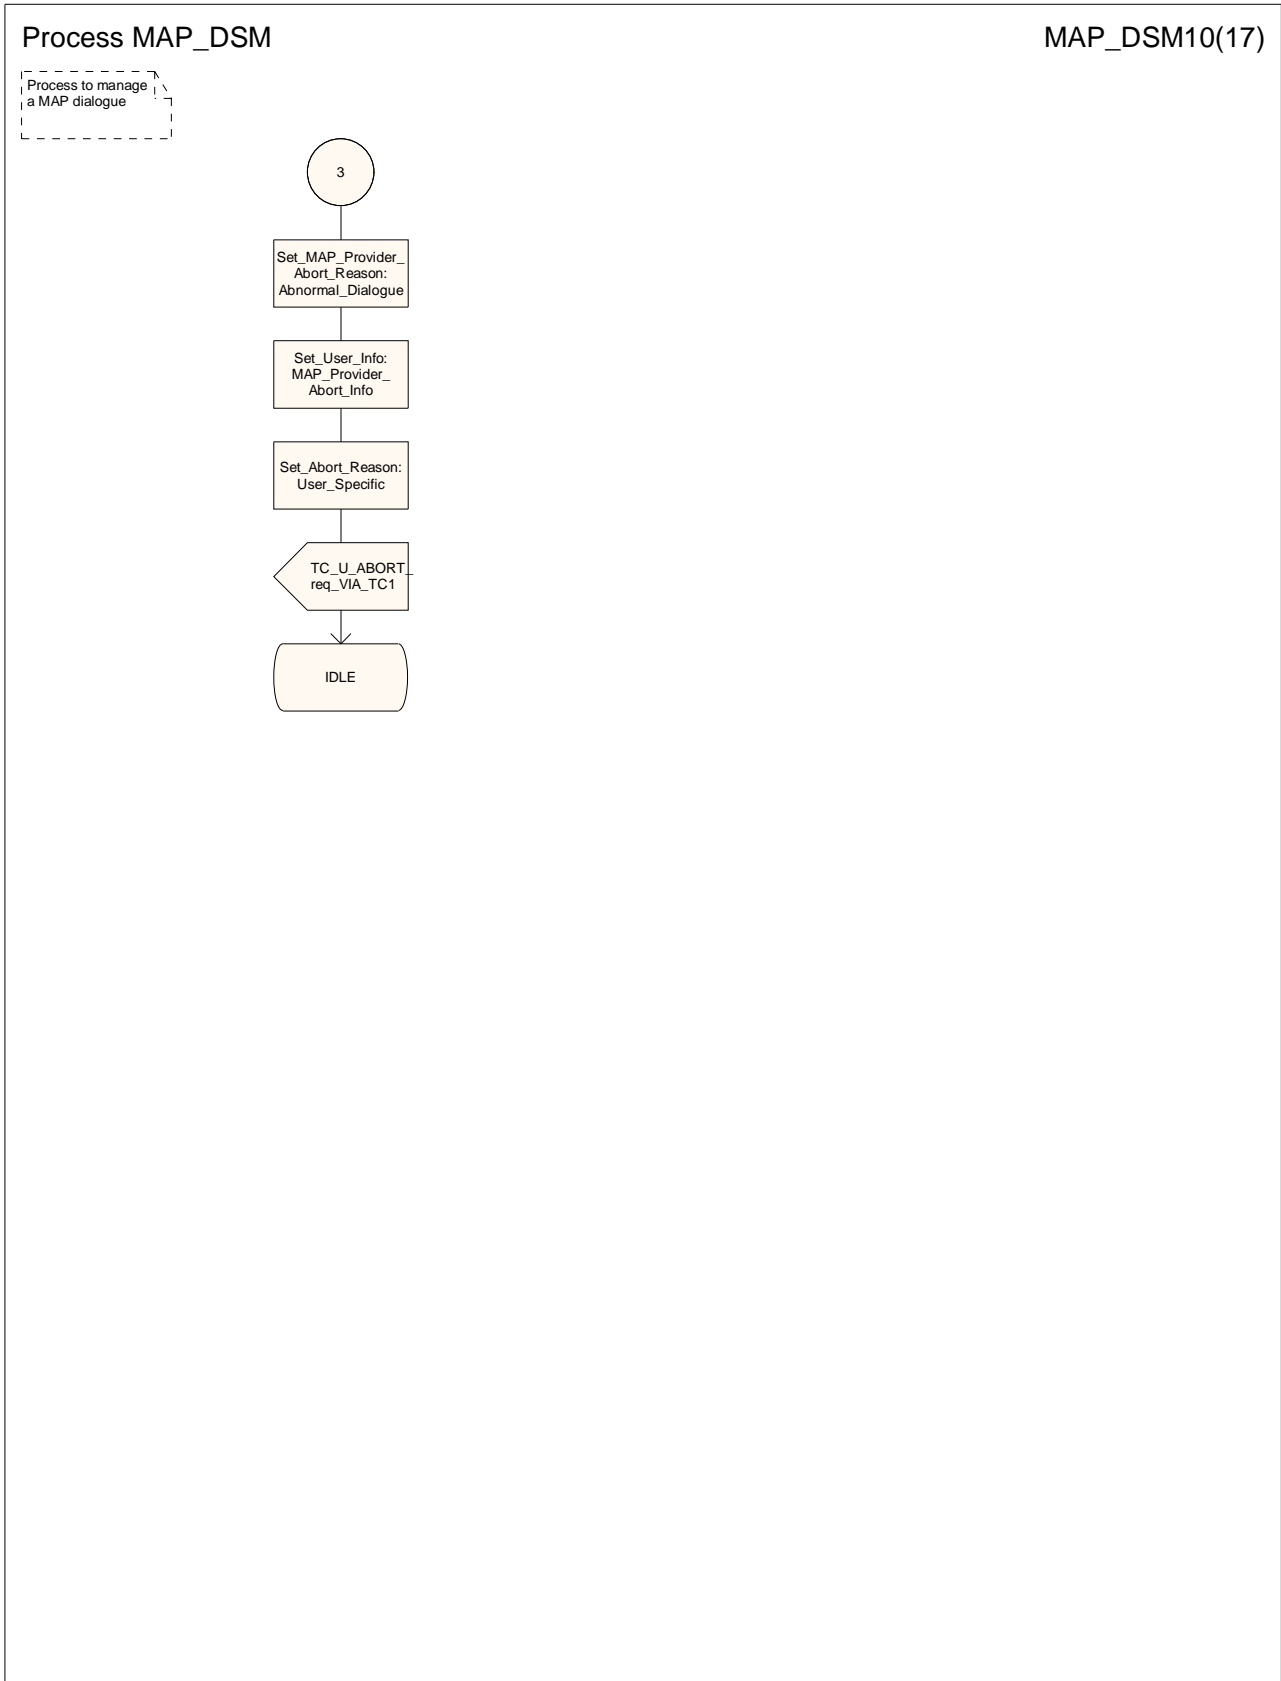 Process MAP_DSM
MAP_DSM10(17)
Process to manage
a MAP dialogue
3
Set_MAP_Provider_
Abort_Reason:
Abnormal_Dialogue
Set_User_Info:
MAP_Provider_
Abort_Info
Set_Abort_Reason:
User_Specific
TC_U_ABORT_
req_VIA_TC1
IDLE